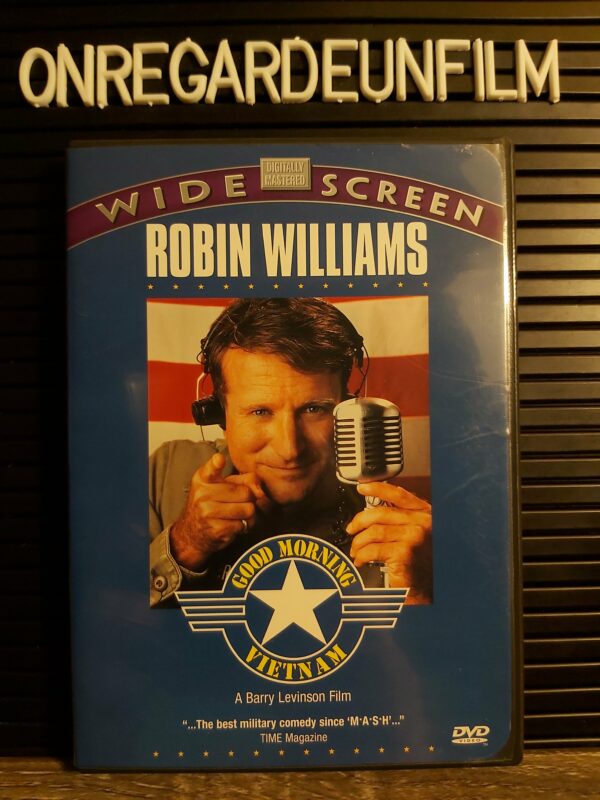 ONREGARDEUNFILM
WIDE SCREEN
DIGITALLY
MASTERED
ROBIN WILLIAMS
GOOD MORNING
VIETNAM
A Barry Levinson Film
"...The best military comedy since 'M*A*S*H'..."
TIME Magazine
DVD
VIDEO